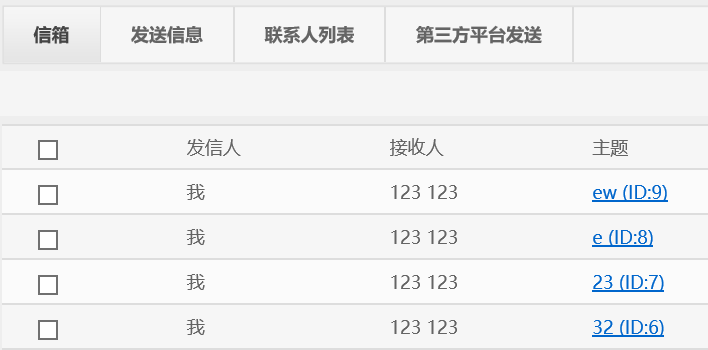 信箱 发送信息 联系人列表 第三方平台发送
发信人 接收人 主题
我 123 123 ew (ID:9)
我 123 123 e (ID:8)
我 123 123 23 (ID:7)
我 123 123 32 (ID:6)